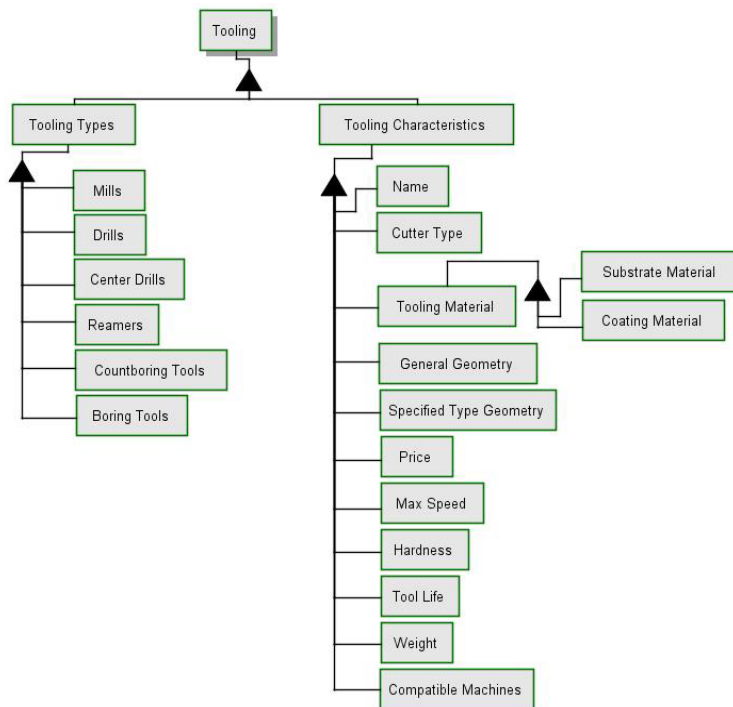 Tooling
Tooling Types
Mills
Drills
Center Drills
Reamers
Countboring Tools
Boring Tools
Tooling Characteristics
Name
Cutter Type
Tooling Material
Substrate Material
Coating Material
General Geometry
Specified Type Geometry
Price
Max Speed
Hardness
Tool Life
Weight
Compatible Machines